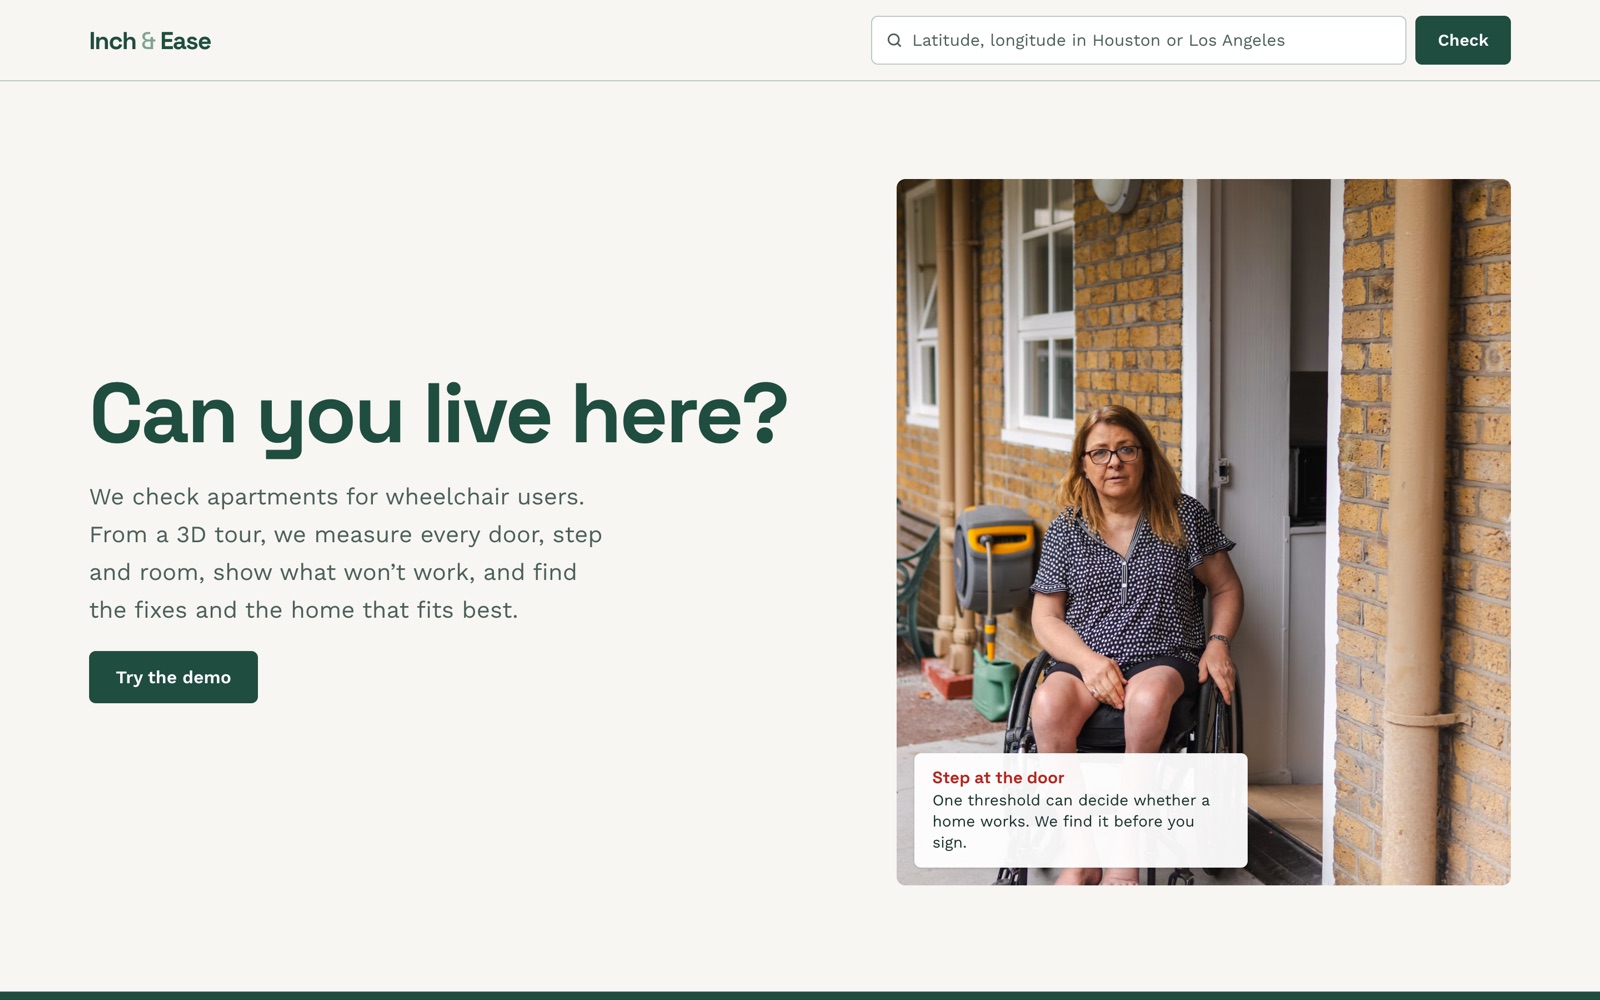 Inch & Ease
Latitude, longitude in Houston or Los Angeles
Check
Can you live here?
We check apartments for wheelchair users.
From a 3D tour, we measure every door, step
and room, show what won’t work, and find
the fixes and the home that fits best.
Try the demo
Step at the door
One threshold can decide whether a
home works. We find it before you
sign.